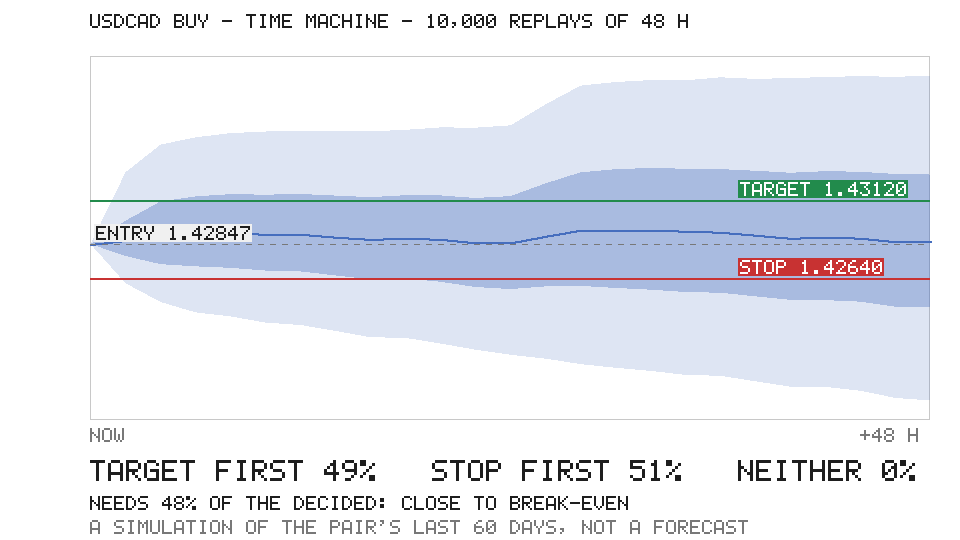 USDCAD BUY - TIME MACHINE - 10,000 REPLAYS OF 48 H
TARGET 1.43120
ENTRY 1.42847
STOP 1.42640
NOW +48 H
TARGET FIRST 49% STOP FIRST 51% NEITHER 0%
NEEDS 48% OF THE DECIDED: CLOSE TO BREAK-EVEN
A SIMULATION OF THE PAIR'S LAST 60 DAYS, NOT A FORECAST